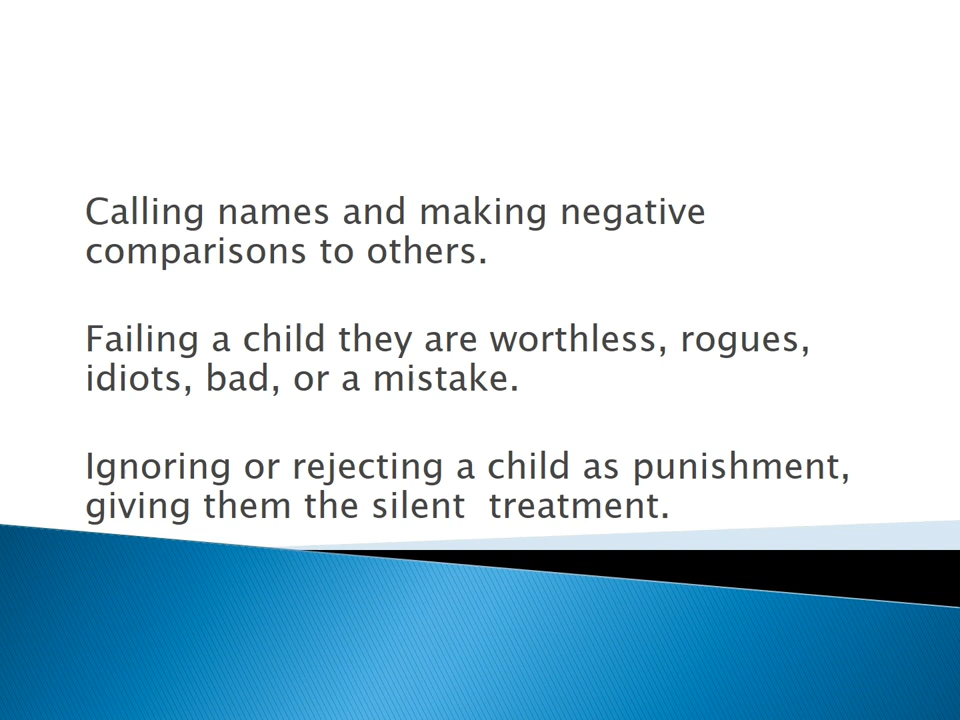 Calling names and making negative
comparisons to others.
Failing a child they are worthless, rogues,
idiots, bad, or a mistake.
Ignoring or rejecting a child as punishment,
giving them the silent  treatment.